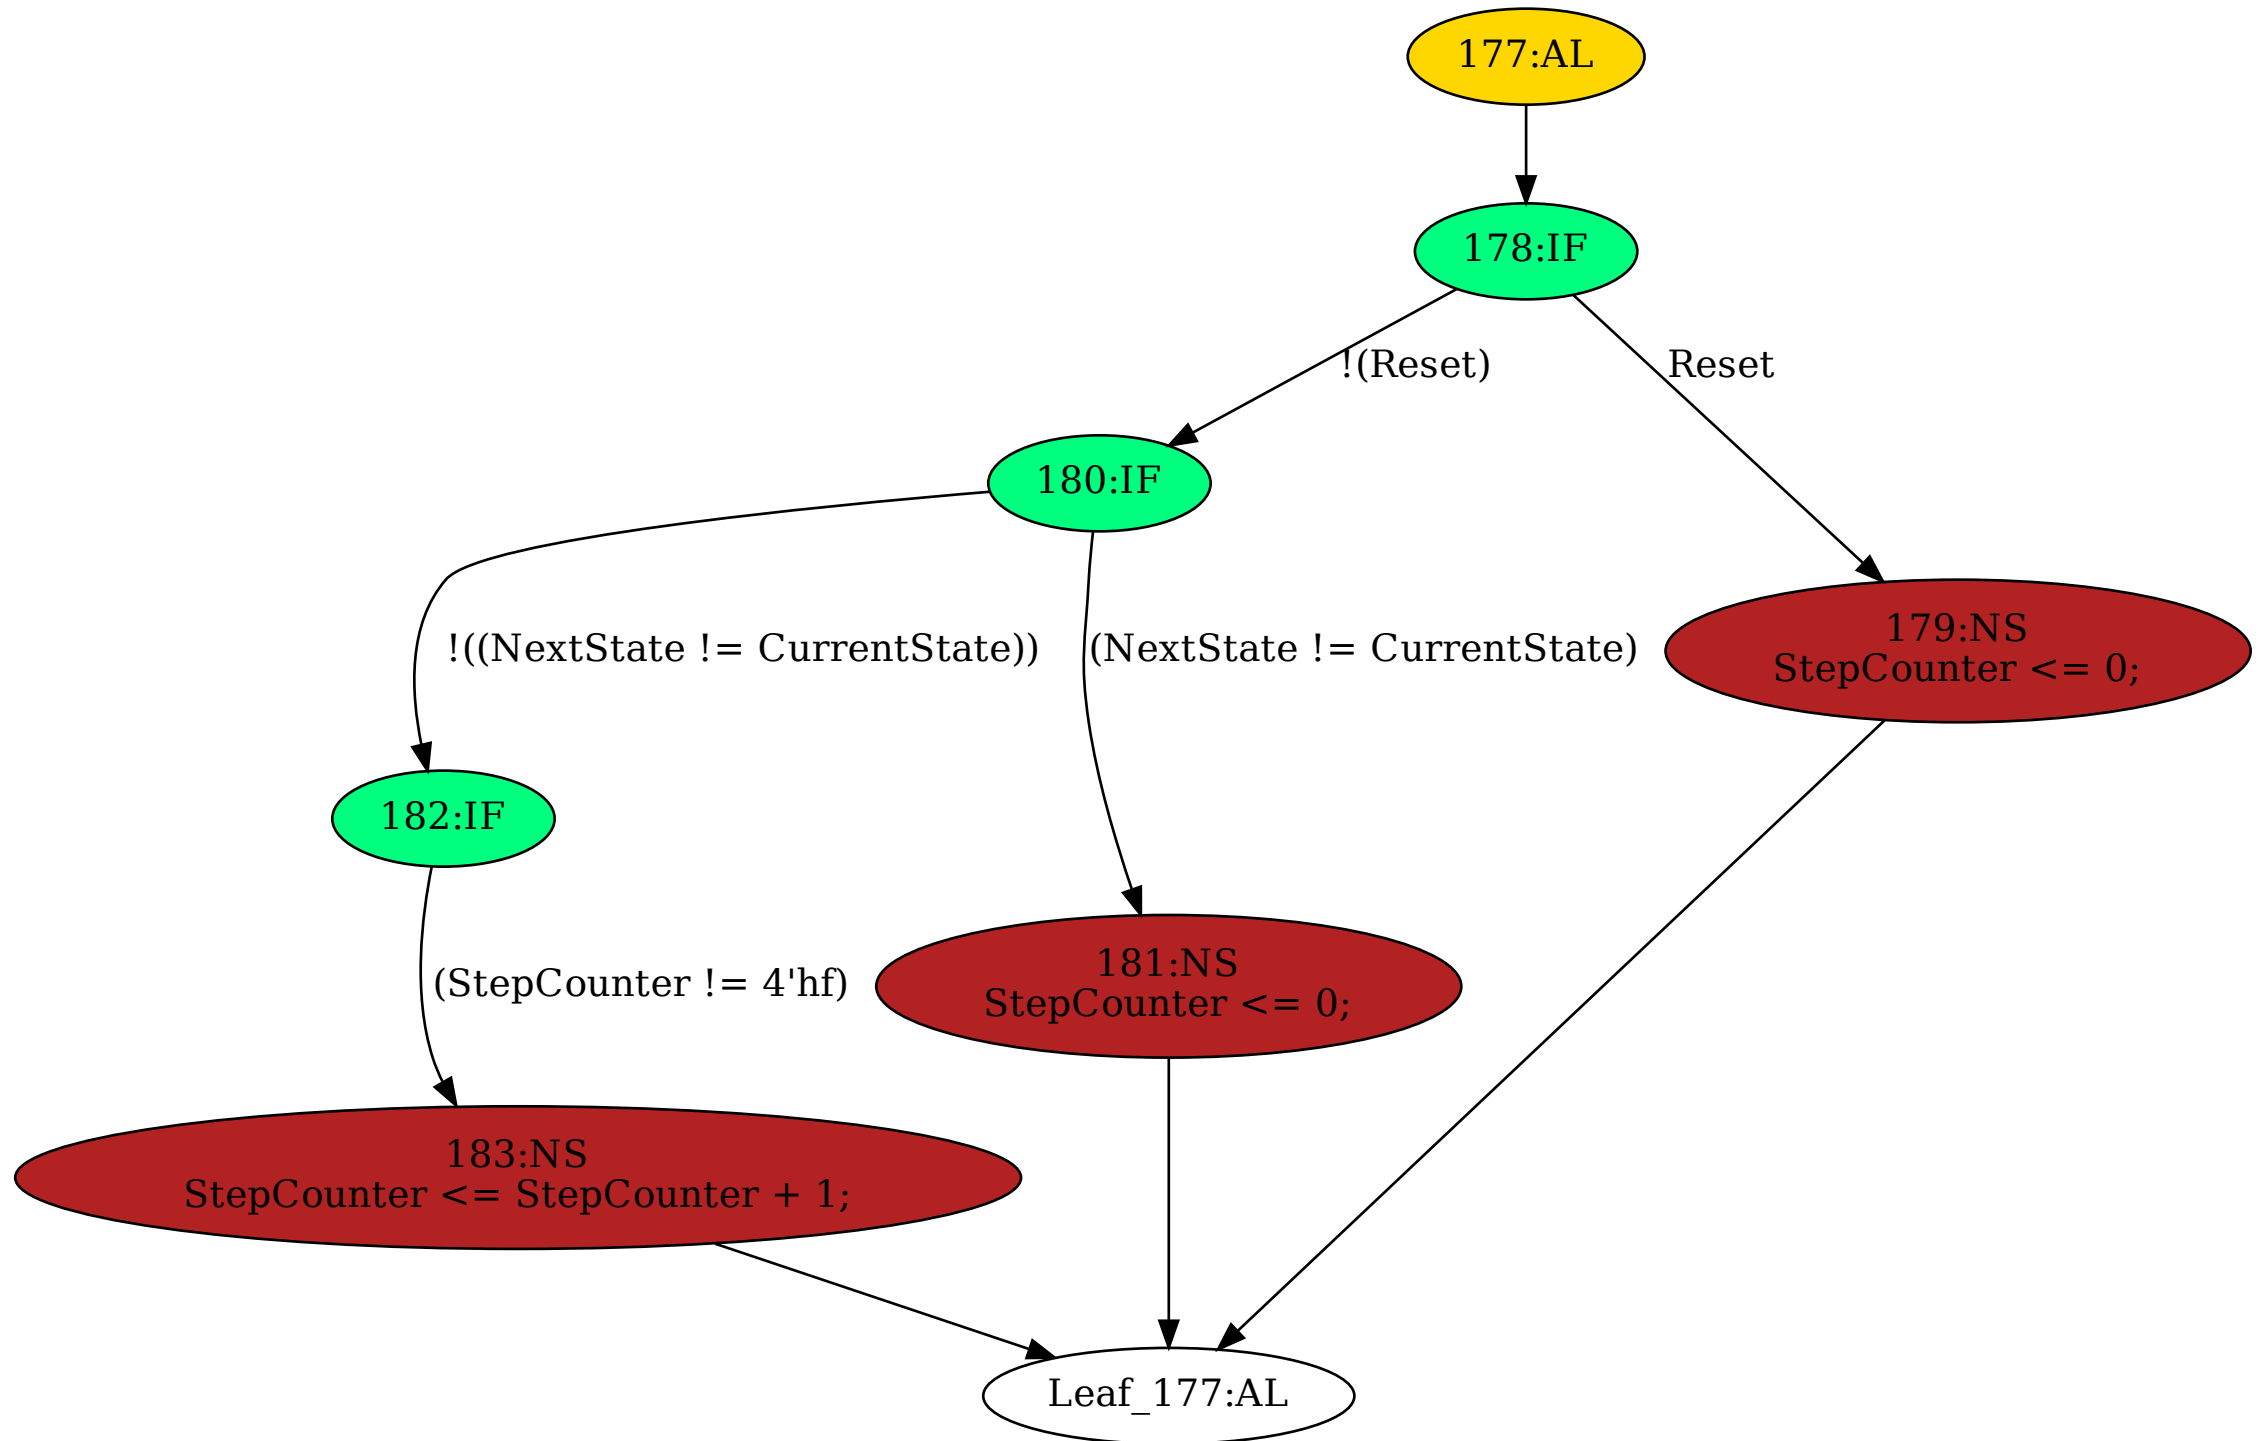 177:AL
178:IF
!(Reset)
Reset
180:IF
179:NS
StepCounter <= 0;
!((NextState != CurrentState))
(NextState != CurrentState)
182:IF
181:NS
StepCounter <= 0;
(StepCounter != 4'hf)
183:NS
StepCounter <= StepCounter + 1;
Leaf_177:AL